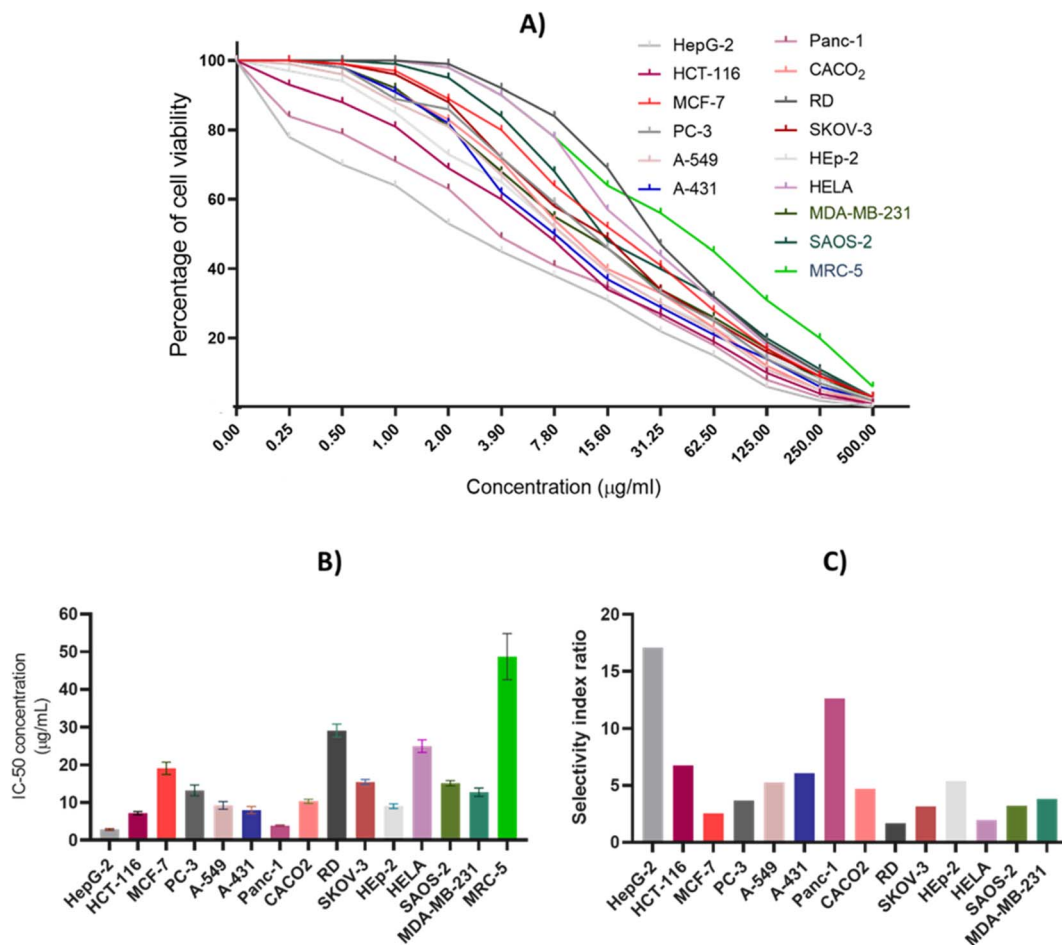 A)
Percentage of cell viability
100
80
60
40
20
0.00
0.25
0.50
1.00
2.00
3.90
7.80
15.60
31.25
62.50
125.00
250.00
500.00
Concentration (μg/ml)
HepG-2
HCT-116
MCF-7
PC-3
A-549
A-431
Panc-1
CACO₂
RD
SKOV-3
HEp-2
HELA
MDA-MB-231
SAOS-2
MRC-5
B)
IC-50 concentration
(μg/mL)
60
50
40
30
20
10
0
HepG-2
HCT-116
MCF-7
PC-3
A-549
A-431
Panc-1
CACO2
RD
SKOV-3
HEp-2
HELA
SAOS-2
MDA-MB-231
MRC-5
C)
Selectivity index ratio
20
15
10
5
0
HepG-2
HCT-116
MCF-7
PC-3
A-549
A-431
Panc-1
CACO2
RD
SKOV-3
HEp-2
HELA
SAOS-2
MDA-MB-231